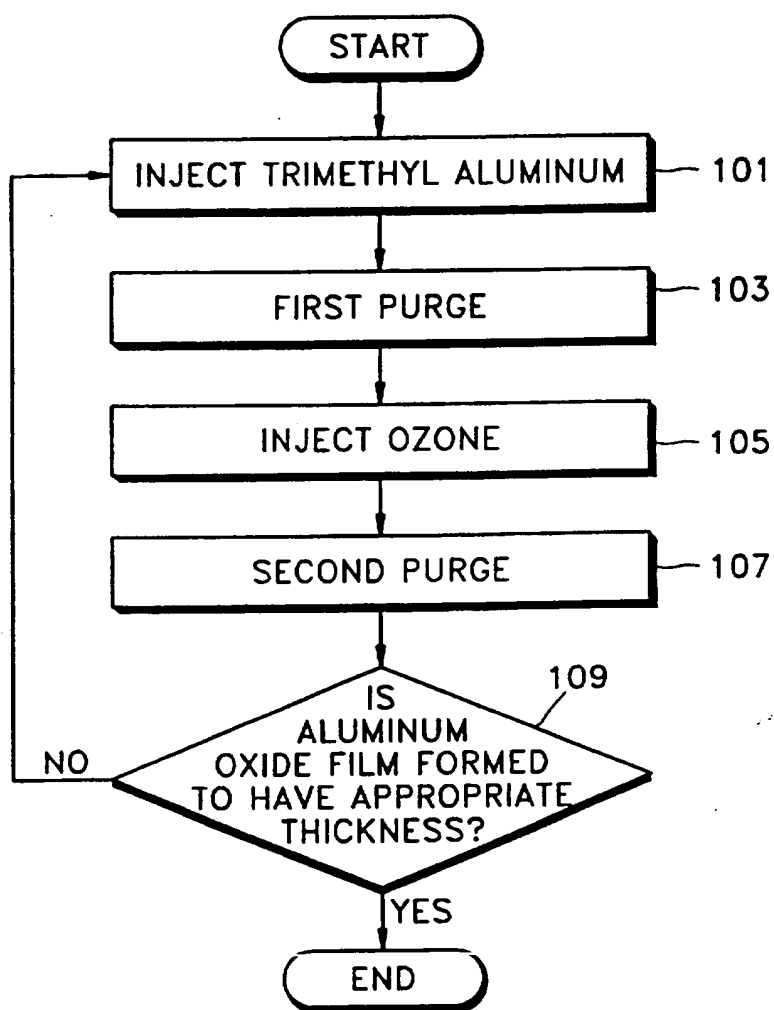 START
INJECT TRIMETHYL ALUMINUM
101
FIRST PURGE
103
INJECT OZONE
105
SECOND PURGE
107
IS
ALUMINUM
OXIDE FILM FORMED
TO HAVE APPROPRIATE
THICKNESS?
109
NO
YES
END